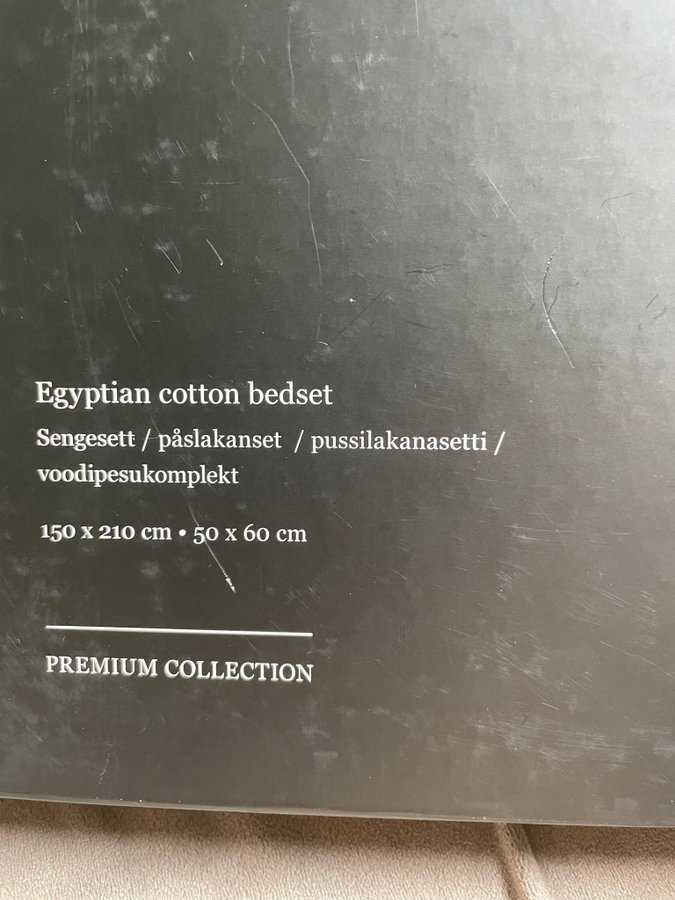 Egyptian cotton bedset
Sengesett / påslakanset / pussilakanasetti /
voodipesukomplekt
150 x 210 cm • 50 x 60 cm
PREMIUM COLLECTION